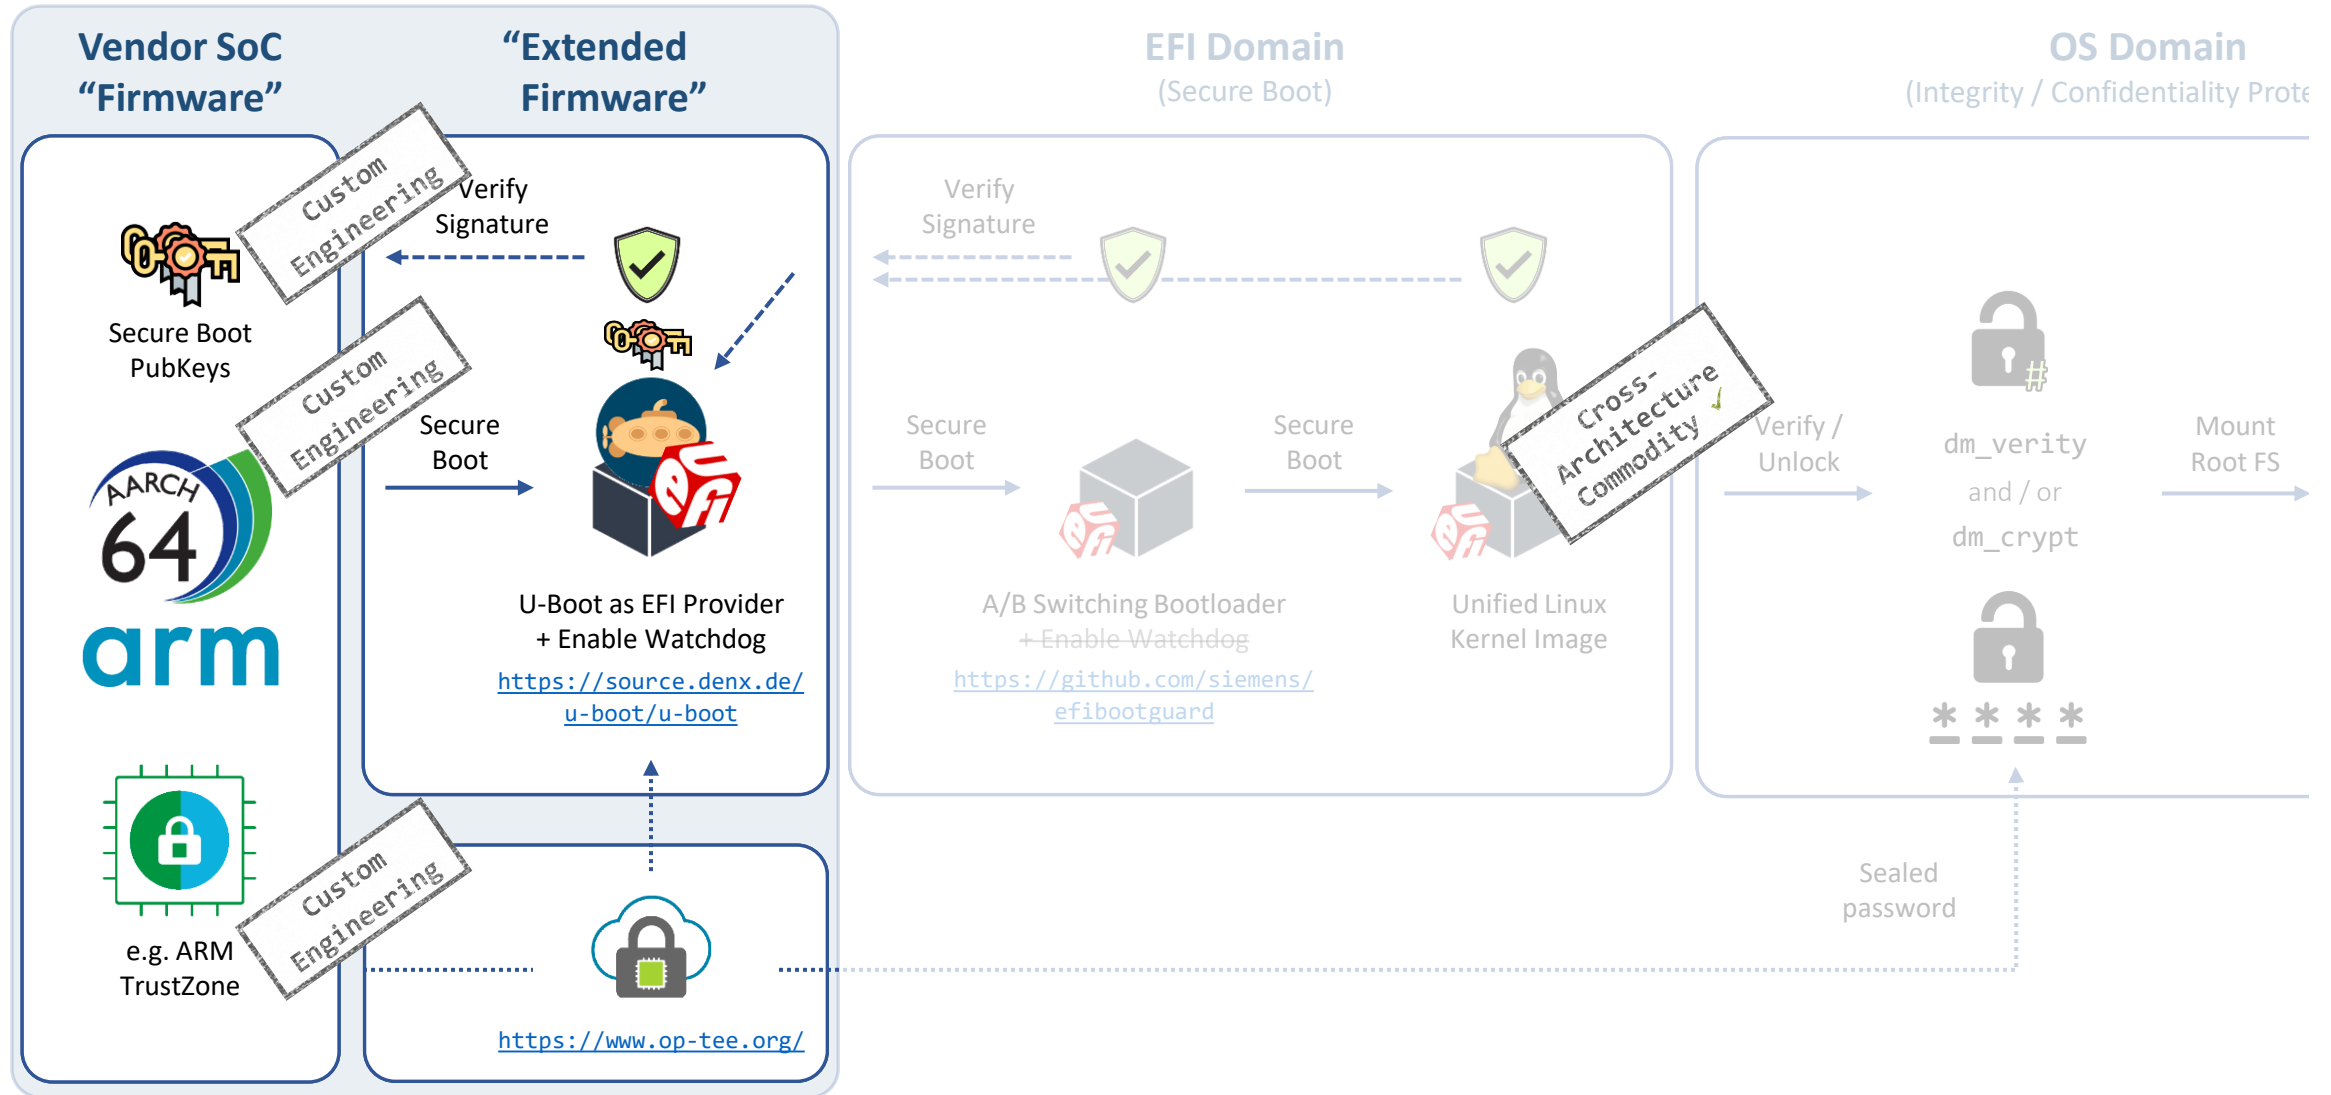 Vendor SoC
“Firmware”
“Extended
Firmware”
EFI Domain
(Secure Boot)
OS Domain
(Integrity / Confidentiality Prote
Custom
Engineering
Verify
Signature
Secure Boot
PubKeys
Custom
Engineering
Secure
Boot
AARCH
64
arm
U-Boot as EFI Provider
+ Enable Watchdog
https://source.denx.de/
u-boot/u-boot
Custom
Engineering
e.g. ARM
TrustZone
https://www.op-tee.org/
Verify
Signature
Secure
Boot
Secure
Boot
A/B Switching Bootloader
+ Enable Watchdog
https://github.com/siemens/
efibootguard
Unified Linux
Kernel Image
Cross-
Architecture
Commodity ✓
Verify /
Unlock
#
dm_verity
and / or
dm_crypt
Mount
Root FS
* * * *
Sealed
password